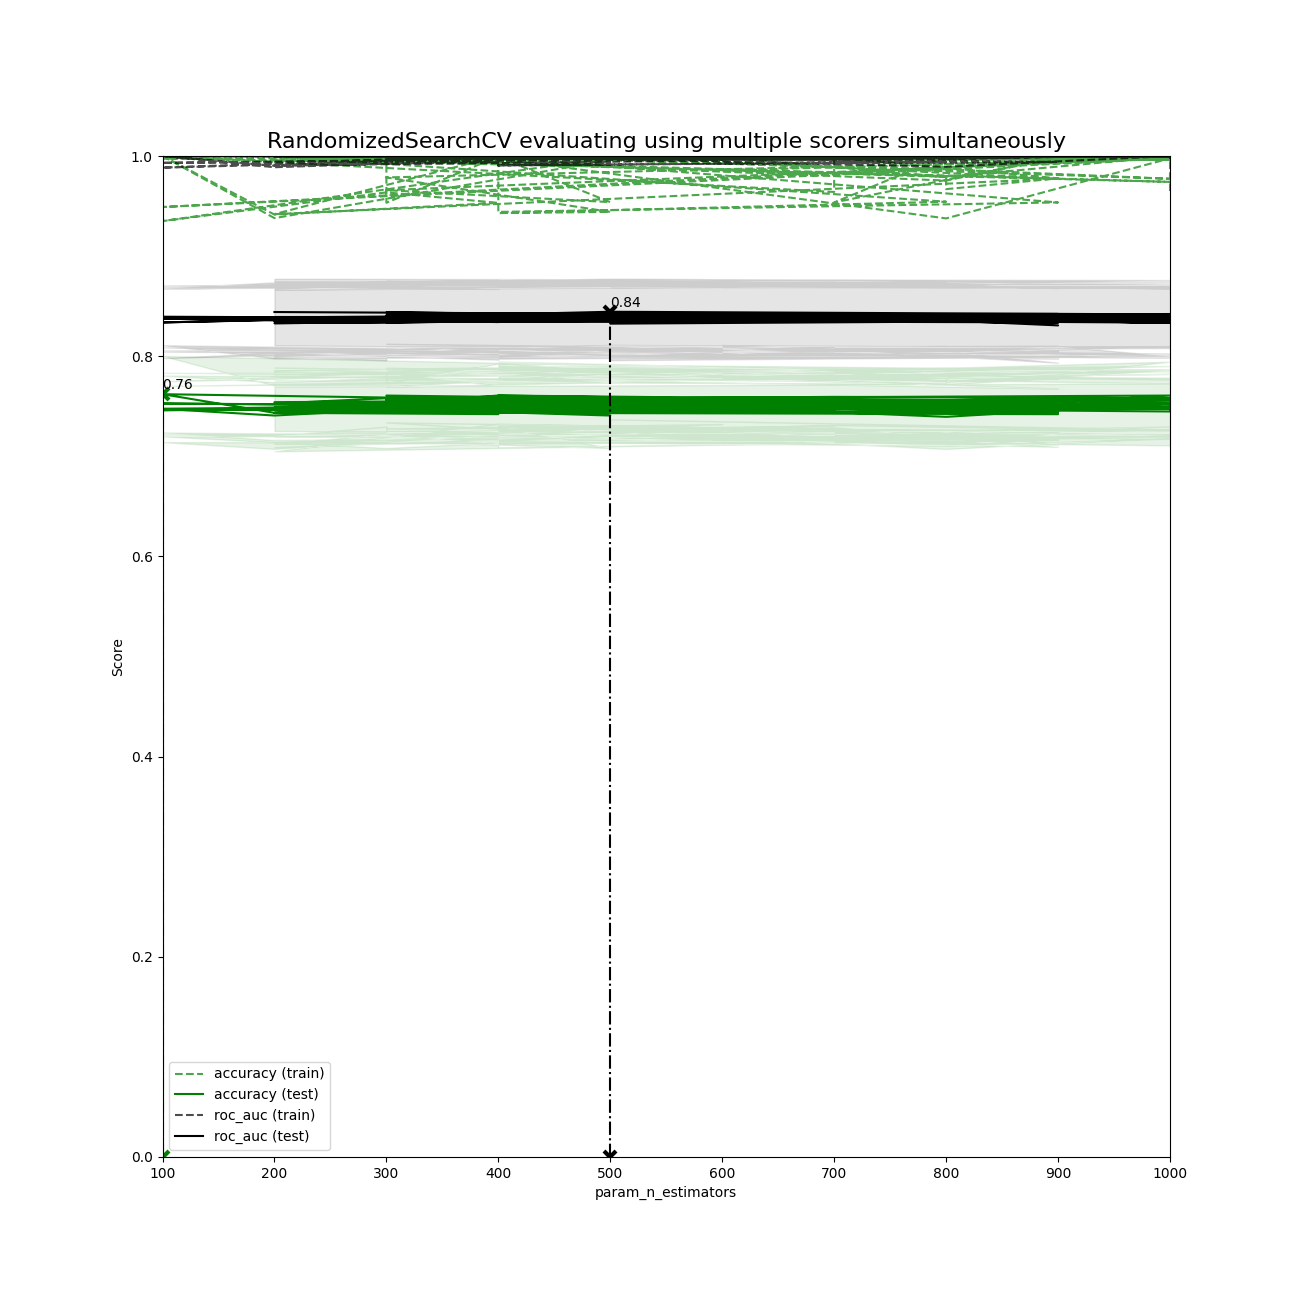 RandomizedSearchCV evaluating using multiple scorers simultaneously
1.0
0.84
0.8
0.76
0.6
Score
0.4
0.2
accuracy (train)
accuracy (test)
roc_auc (train)
roc_auc (test)
0.0
100 200 300 400 500 600 700 800 900 1000
param_n_estimators